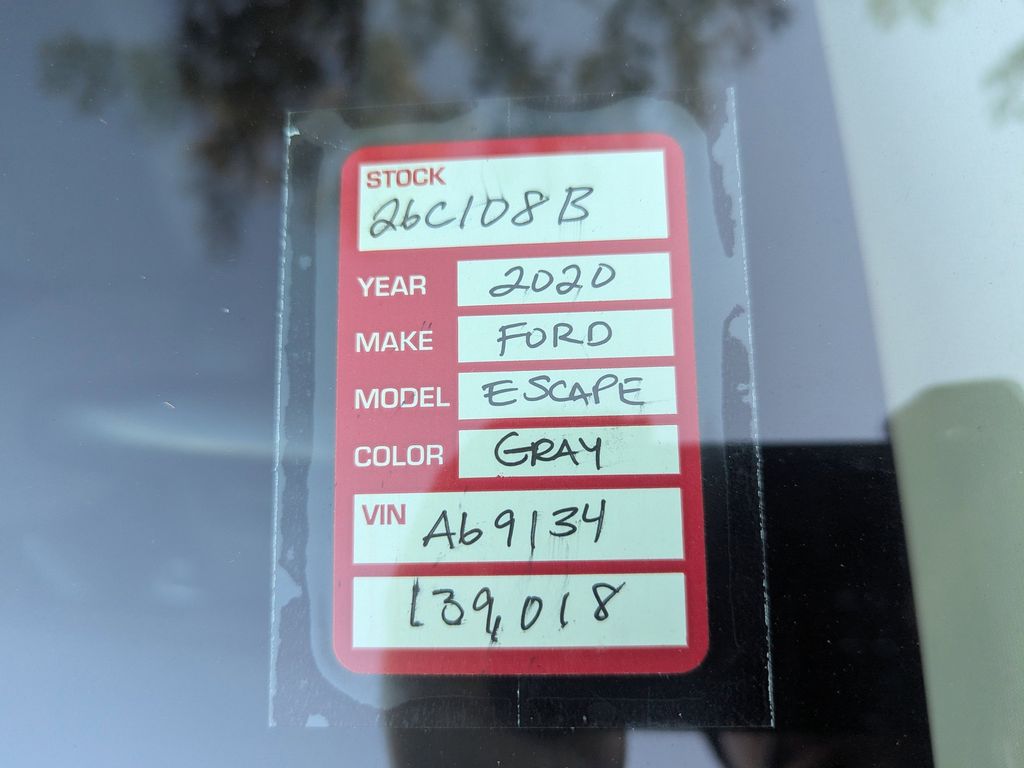 STOCK
26C108B
YEAR 2020
MAKE FORD
MODEL ESCAPE
COLOR GRAY
VIN A69134
139,018